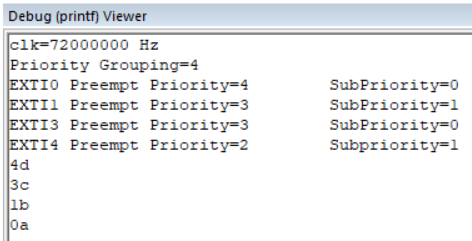 Debug (printf) Viewer
clk=72000000 Hz
Priority Grouping=4
EXTI0 Preempt Priority=4 SubPriority=0
EXTI1 Preempt Priority=3 SubPriority=1
EXTI3 Preempt Priority=3 SubPriority=0
EXTI4 Preempt Priority=2 Subpriority=1
4d
3c
1b
0a